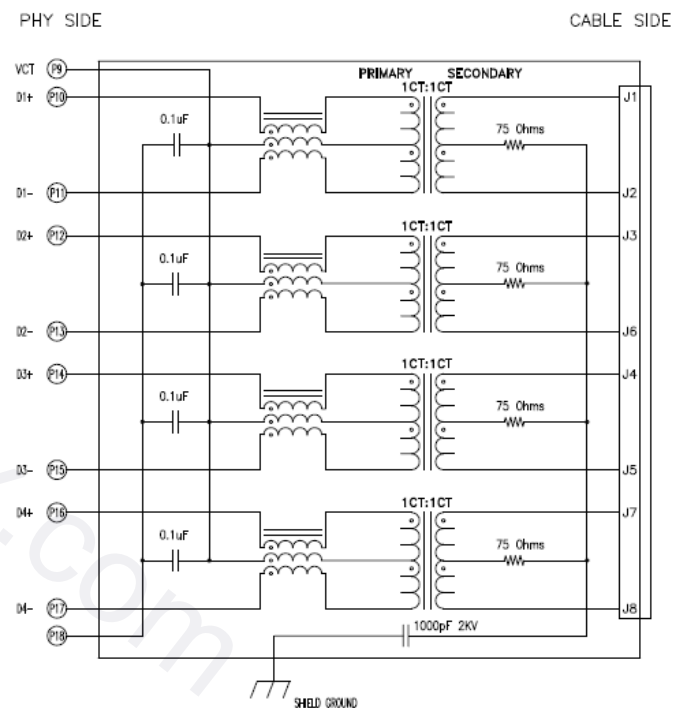 PHY SIDE CABLE SIDE
VCT P9
PRIMARY SECONDARY
D1+ P10 1CT:1CT J1
0.1uF 75 Ohms
D1- P11 J2
D2+ P12 1CT:1CT J3
0.1uF 75 Ohms
D2- P13 J6
D3+ P14 1CT:1CT J4
0.1uF 75 Ohms
D3- P15 J5
D4+ P16 1CT:1CT J7
0.1uF 75 Ohms
D4- P17 J8
P18 1000pF 2KV
SHIELD GROUND
.com